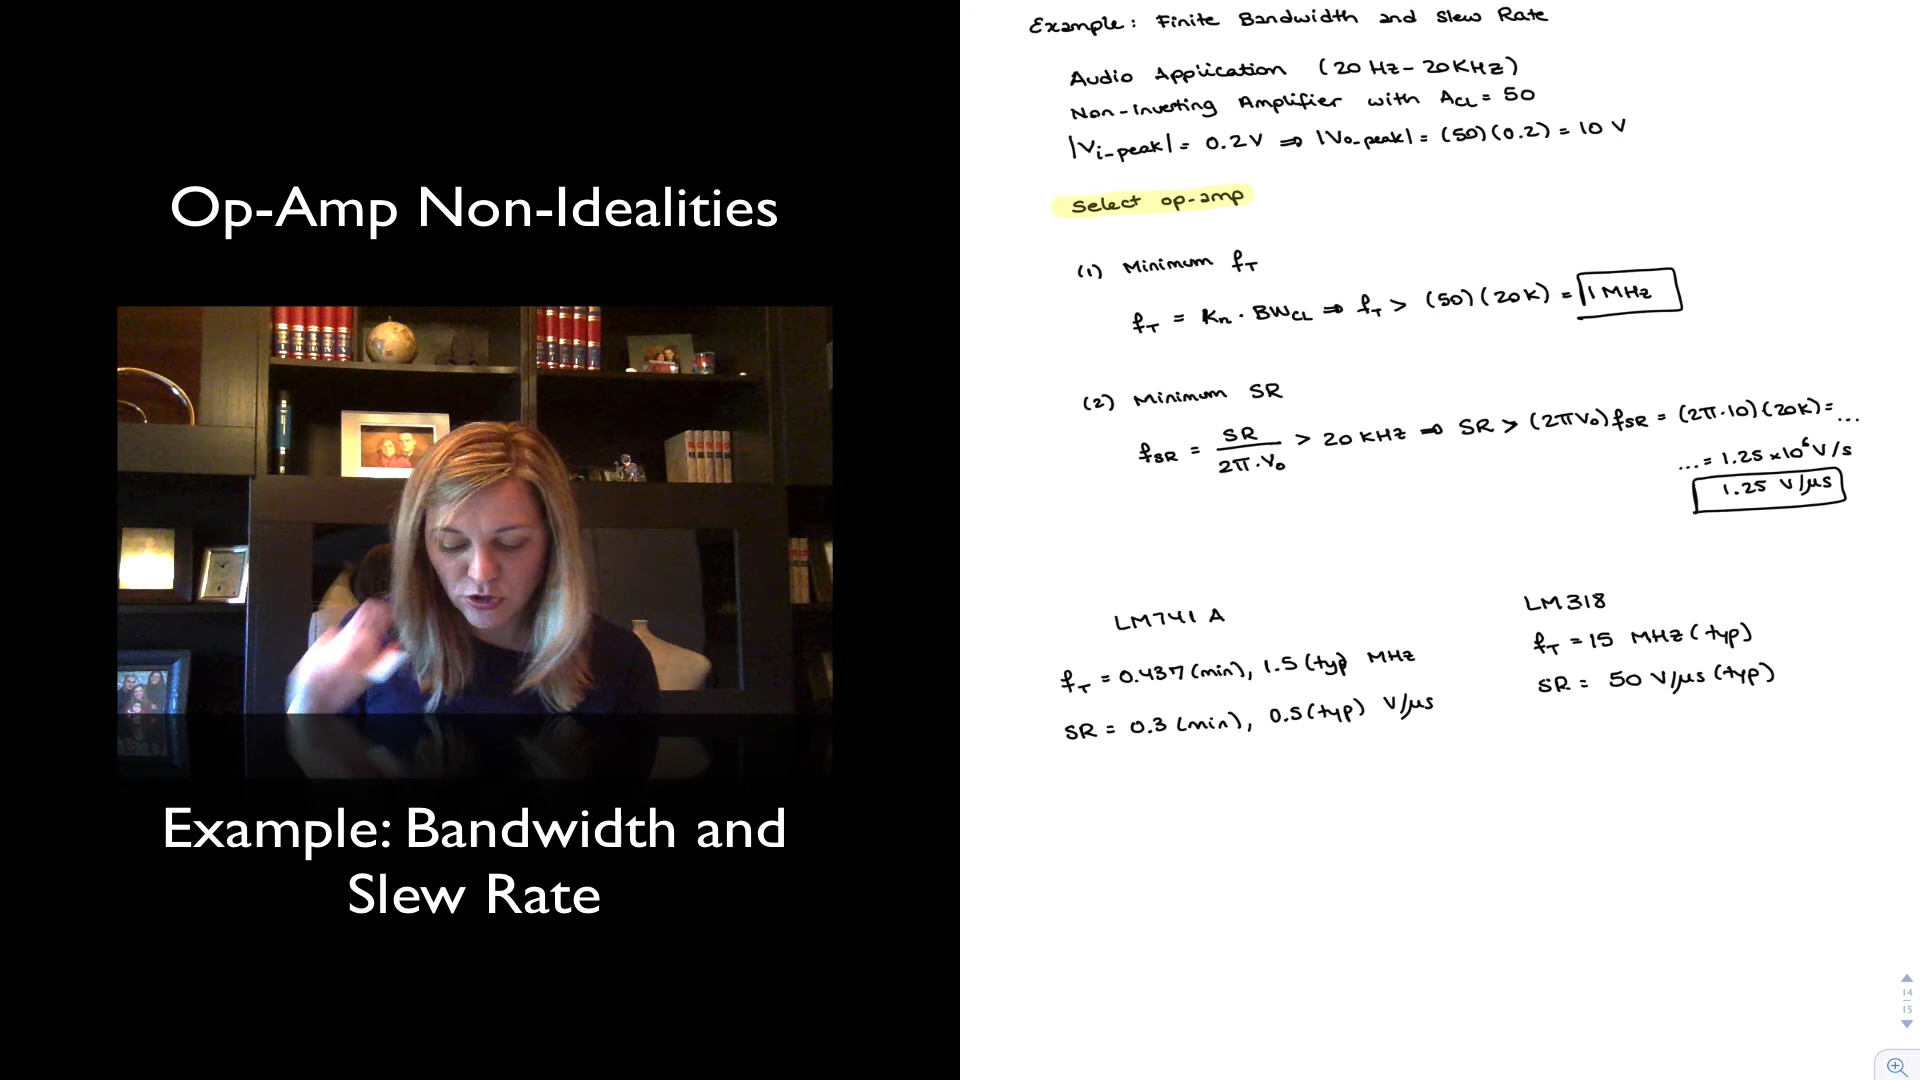 Op-Amp Non-Idealities
Example: Bandwidth and
Slew Rate
Example: Finite Bandwidth and Slew Rate
Audio Application (20 Hz - 20KHz)
Non-inverting Amplifier with ACL = 50
|Vi-peak| = 0.2V ⇒ |Vo-peak| = (50)(0.2) = 10 V
Select op-amp
(1) Minimum fT
fT = Kn · BWCL ⇒ fT > (50)(20K) = 1 MHz
(2) Minimum SR
fSR = SR / 2π·Vo > 20 KHz ⇒ SR > (2πVo) fSR = (2π·10)(20K) = ...
... = 1.25 x10⁶ V/s
1.25 V/μs
LM741 A
fT = 0.437 (min), 1.5 (typ) MHz
SR = 0.3 (min), 0.5 (typ) V/μs
LM318
fT = 15 MHz (typ)
SR = 50 V/μs (typ)
14
15